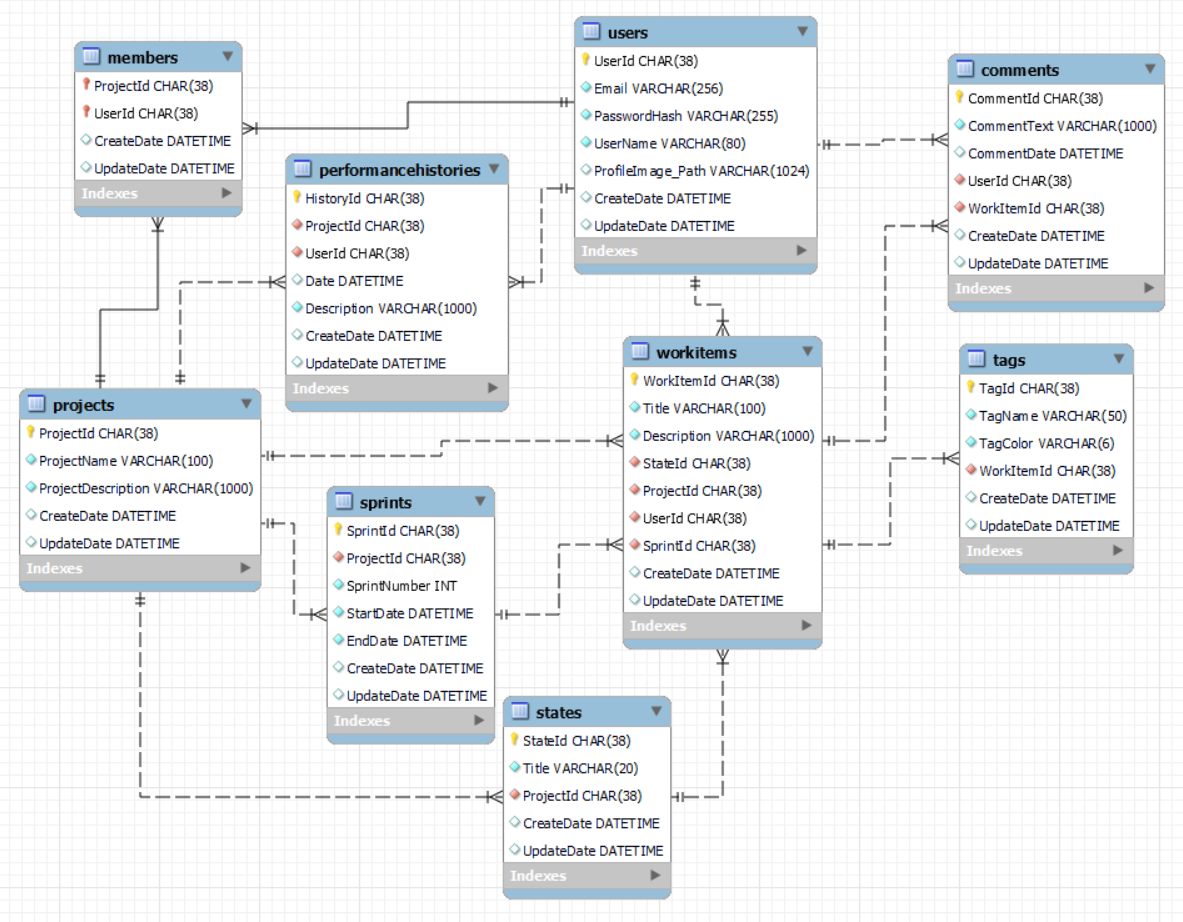 members
ProjectId CHAR(38)
UserId CHAR(38)
CreateDate DATETIME
UpdateDate DATETIME
Indexes
users
UserId CHAR(38)
Email VARCHAR(256)
PasswordHash VARCHAR(255)
UserName VARCHAR(80)
ProfileImage_Path VARCHAR(1024)
CreateDate DATETIME
UpdateDate DATETIME
Indexes
comments
CommentId CHAR(38)
CommentText VARCHAR(1000)
CommentDate DATETIME
UserId CHAR(38)
WorkItemId CHAR(38)
CreateDate DATETIME
UpdateDate DATETIME
Indexes
performancehistories
HistoryId CHAR(38)
ProjectId CHAR(38)
UserId CHAR(38)
Date DATETIME
Description VARCHAR(1000)
CreateDate DATETIME
UpdateDate DATETIME
Indexes
workitems
WorkItemId CHAR(38)
Title VARCHAR(100)
Description VARCHAR(1000)
StateId CHAR(38)
ProjectId CHAR(38)
UserId CHAR(38)
SprintId CHAR(38)
CreateDate DATETIME
UpdateDate DATETIME
Indexes
tags
TagId CHAR(38)
TagName VARCHAR(50)
TagColor VARCHAR(6)
WorkItemId CHAR(38)
CreateDate DATETIME
UpdateDate DATETIME
Indexes
projects
ProjectId CHAR(38)
ProjectName VARCHAR(100)
ProjectDescription VARCHAR(1000)
CreateDate DATETIME
UpdateDate DATETIME
Indexes
sprints
SprintId CHAR(38)
ProjectId CHAR(38)
SprintNumber INT
StartDate DATETIME
EndDate DATETIME
CreateDate DATETIME
UpdateDate DATETIME
Indexes
states
StateId CHAR(38)
Title VARCHAR(20)
ProjectId CHAR(38)
CreateDate DATETIME
UpdateDate DATETIME
Indexes